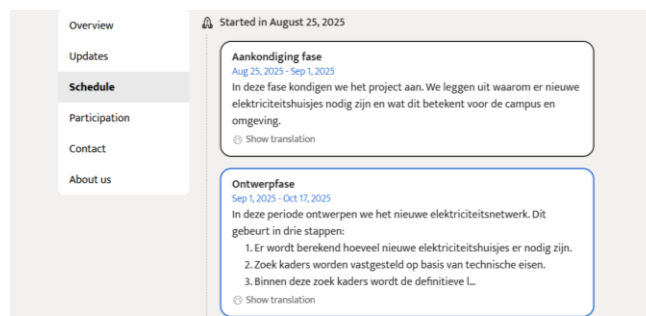 Overview
Updates
Schedule
Participation
Contact
About us
Started in August 25, 2025
Aankondiging fase
Aug 25, 2025 - Sep 1, 2025
In deze fase kondigen we het project aan. We leggen uit waarom er nieuwe
elektriciteitshuisjes nodig zijn en wat dit betekent voor de campus en
omgeving.
Show translation
Ontwerpfase
Sep 1, 2025 - Oct 17, 2025
In deze periode ontwerpen we het nieuwe elektriciteitsnetwerk. Dit
gebeurt in drie stappen:
1. Er wordt berekend hoeveel nieuwe elektriciteitshuisjes er nodig zijn.
2. Zoek kaders worden vastgesteld op basis van technische eisen.
3. Binnen deze zoek kaders wordt de definitieve l...
Show translation